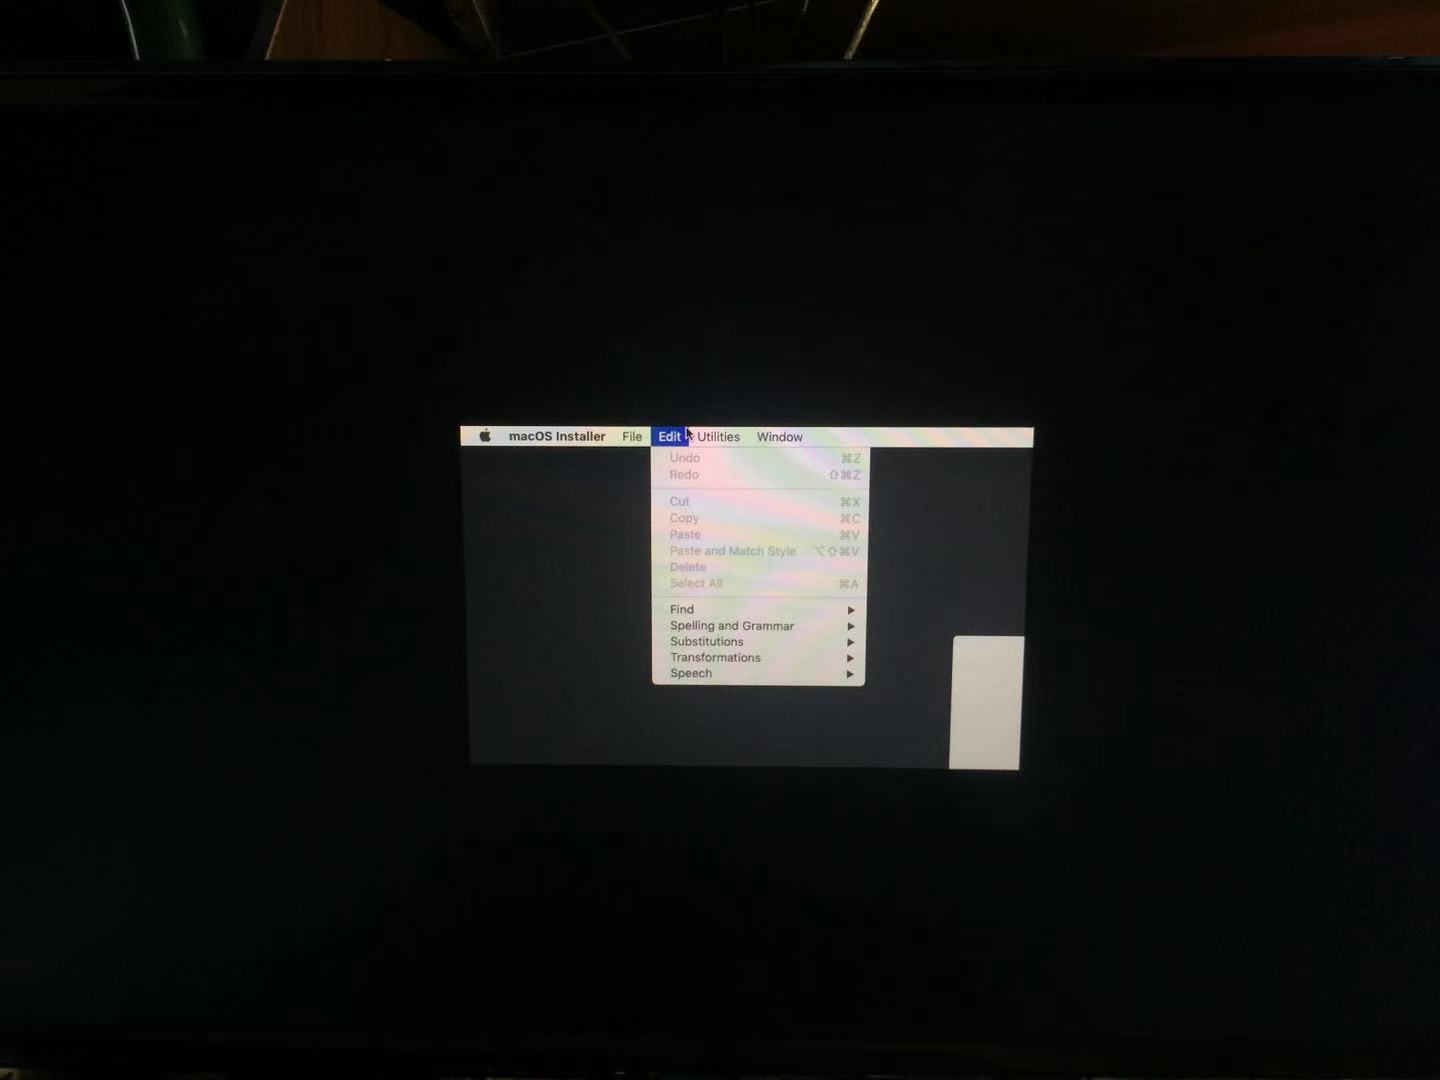 macOS Installer File Edit Utilities Window
Undo ⌘Z
Redo ⇧⌘Z
Cut ⌘X
Copy ⌘C
Paste ⌘V
Paste and Match Style ⌥⇧⌘V
Delete
Select All ⌘A
Find ▶
Spelling and Grammar ▶
Substitutions ▶
Transformations ▶
Speech ▶